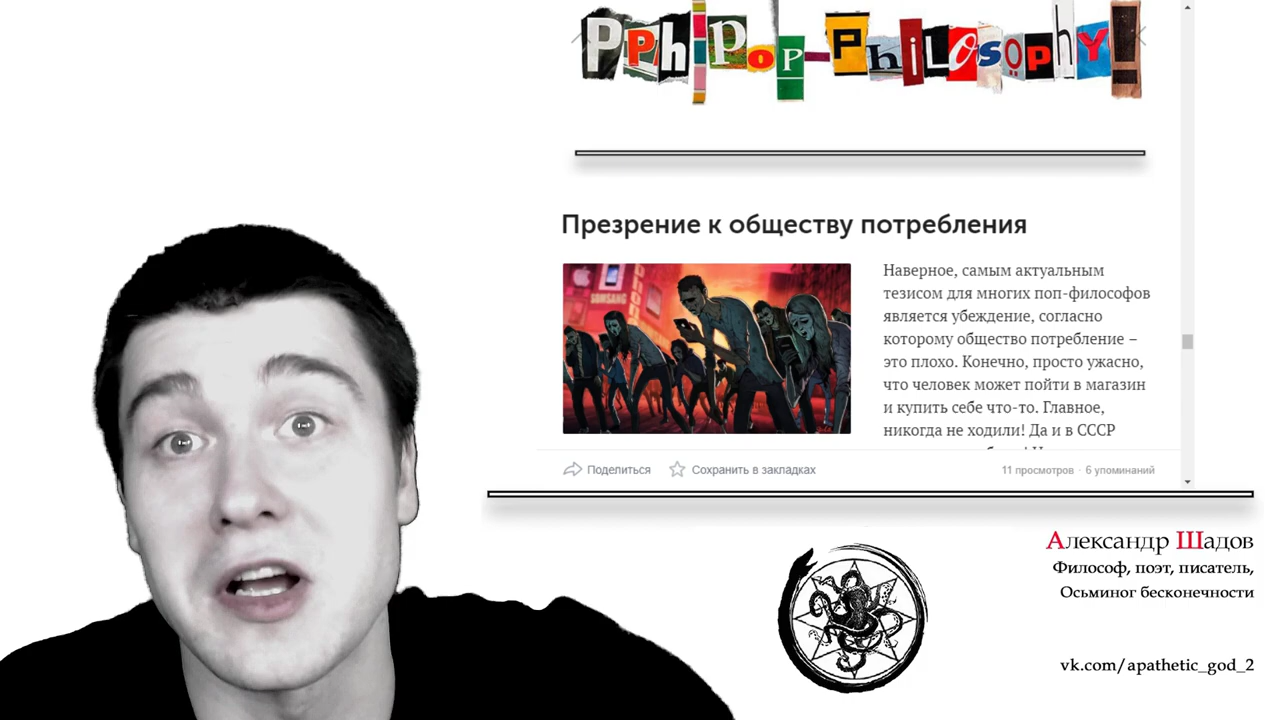 PPhiPoP-Philosophy!
Презрение к обществу потребления
SOMSANG
Наверное, самым актуальным
тезисом для многих поп-философов
является убеждение, согласно
которому общество потребление –
это плохо. Конечно, просто ужасно,
что человек может пойти в магазин
и купить себе что-то. Главное,
никогда не ходили! Да и в СССР
Поделиться
Сохранить в закладках
11 просмотров · 6 упоминаний
Александр Шадов
Философ, поэт, писатель,
Осьминог бесконечности
vk.com/apathetic_god_2